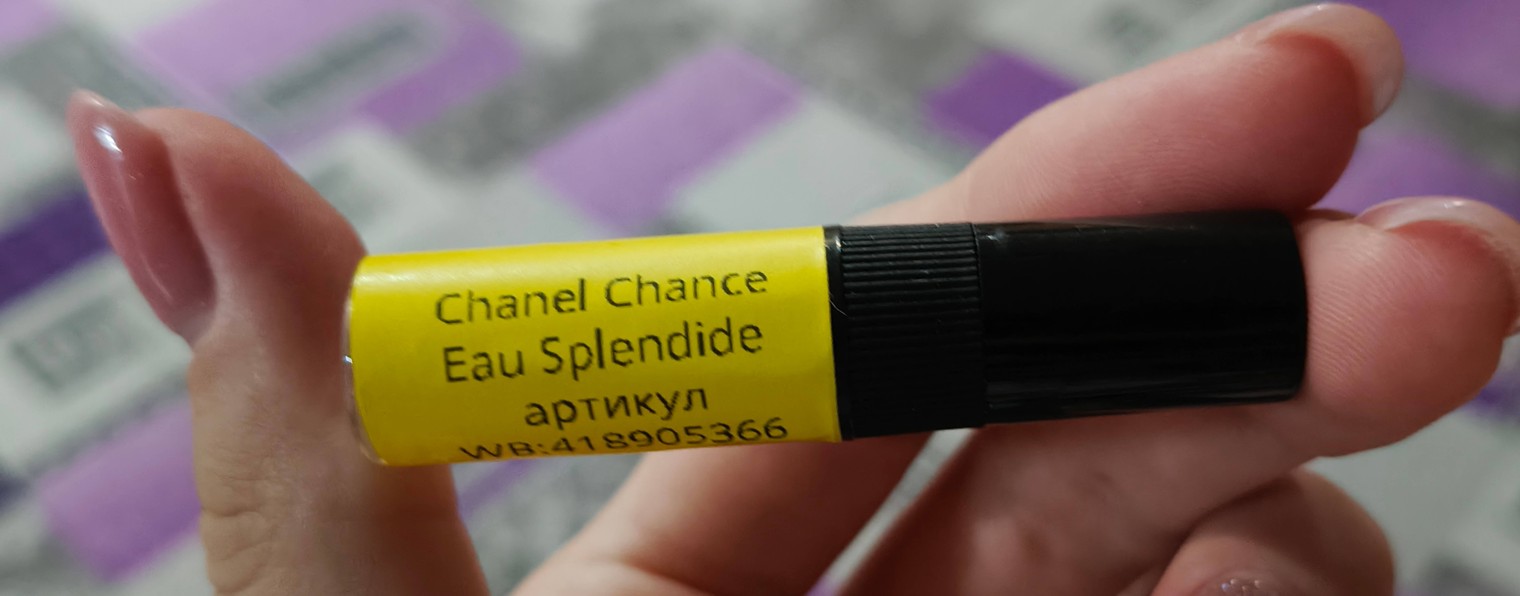 Chanel Chance
Eau Splendide
артикул
WB:418905366